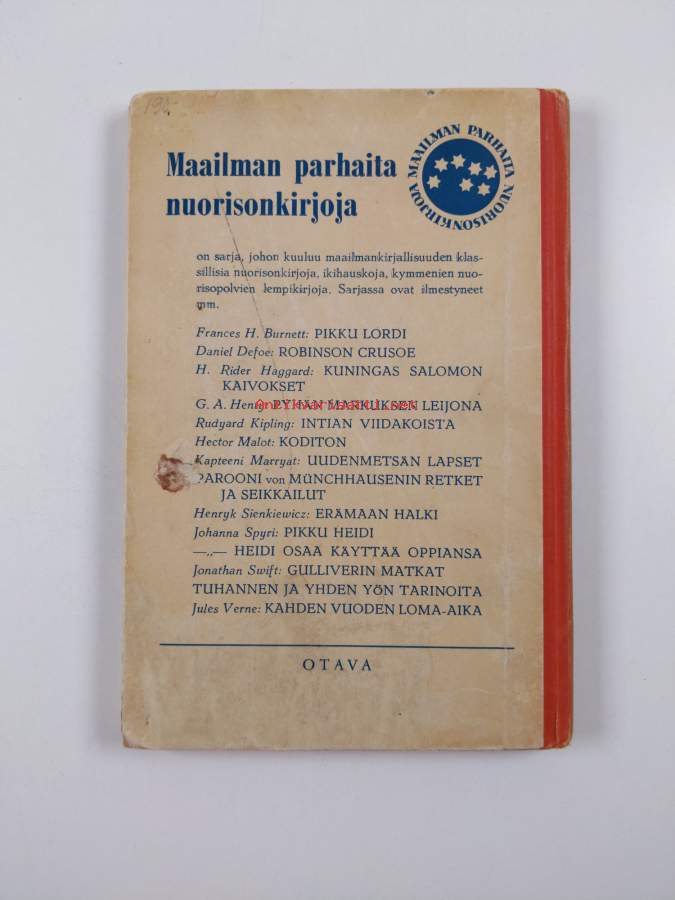 195
Maailman parhaita
nuorisonkirjoja
MAAILMAN PARHAITA NUORISONKIRJOJA
on sarja, johon kuuluu maailmankirjallisuuden klas-
sillisia nuorisonkirjoja, ikihauskoja, kymmenien nuo-
risopolvien lempikirjoja. Sarjassa ovat ilmestyneet
mm.
Frances H. Burnett: PIKKU LORDI
Daniel Defoe: ROBINSON CRUSOE
H. Rider Haggard: KUNINGAS SALOMON
KAIVOKSET
G. A. Henty: PYHÄN MARKUKSEN LEIJONA
Rudyard Kipling: INTIAN VIIDAKOISTA
Hector Malot: KODITON
Kapteeni Marryat: UUDENMETSÄN LAPSET
PAROONI von MÜNCHHAUSENIN RETKET
JA SEIKKAILUT
Henryk Sienkiewicz: ERÄMAAN HALKI
Johanna Spyri: PIKKU HEIDI
—„— HEIDI OSAA KÄYTTÄÄ OPPIANSA
Jonathan Swift: GULLIVERIN MATKAT
TUHANNEN JA YHDEN YÖN TARINOITA
Jules Verne: KAHDEN VUODEN LOMA-AIKA
OTAVA